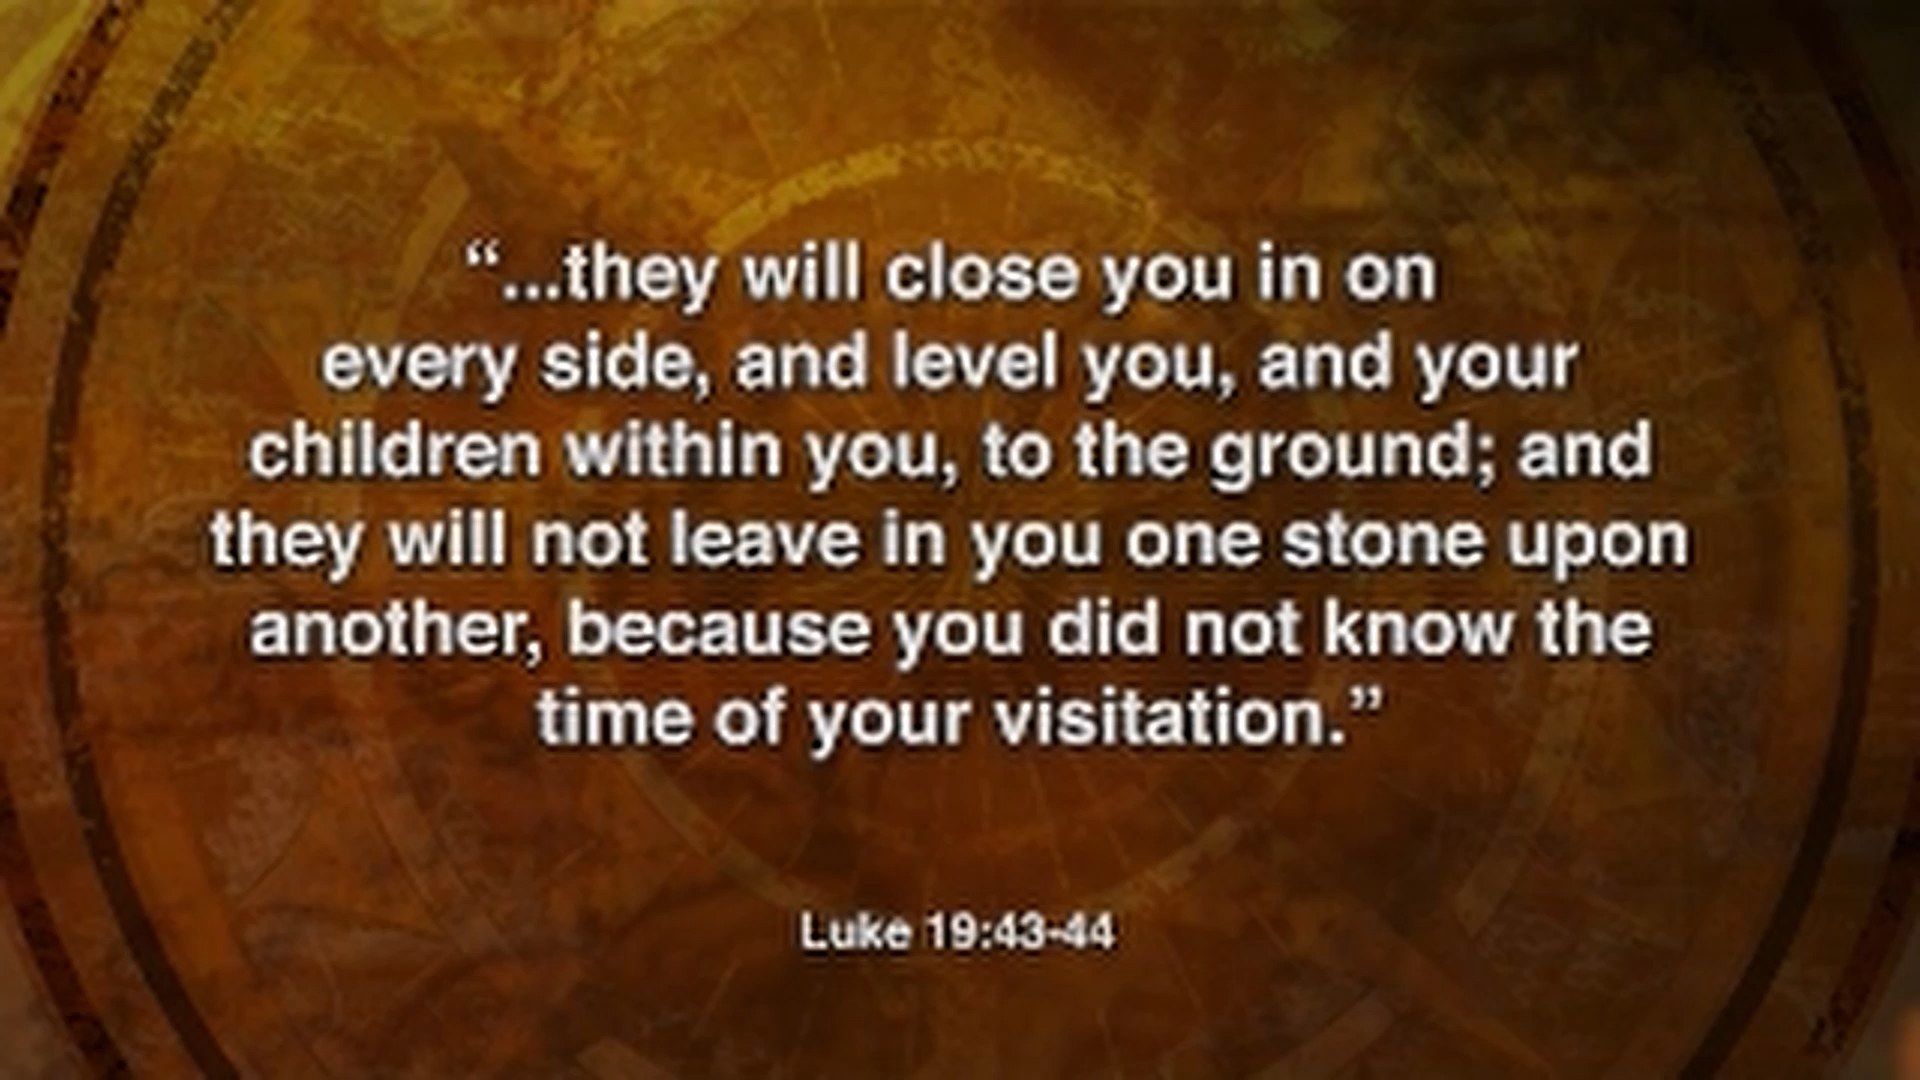 “...they will close you in on
every side, and level you, and your
children within you, to the ground; and
they will not leave in you one stone upon
another, because you did not know the
time of your visitation.”
Luke 19:43-44